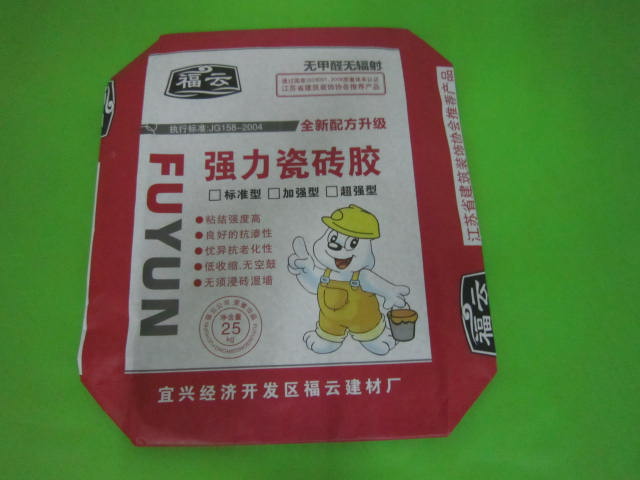 福云
无甲醛无辐射
江苏省建筑装饰协会推荐产品
执行标准:JG158-2004
全新配方升级
FUYUN
强力瓷砖胶
□标准型 □加强型 □超强型
●粘结强度高
●良好的抗渗性
●优异抗老化性
●低收缩,无空鼓
●无须浸砖湿墙
净含量
25
kg
宜兴经济开发区福云建材厂
江苏省建筑装饰协会推荐产品
福云